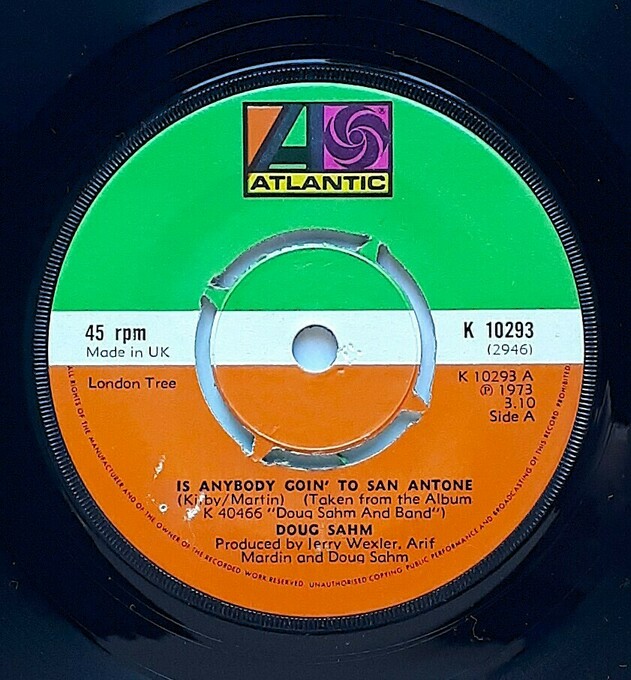 ATLANTIC
45 rpm
Made in UK
K 10293
(2946)
London Tree
K 10293 A
℗ 1973
3.10
Side A
IS ANYBODY GOIN' TO SAN ANTONE
(Kirby/Martin) (Taken from the Album
K 40466 "Doug Sahm And Band")
DOUG SAHM
Produced by Jerry Wexler, Arif
Mardin and Doug Sahm
ALL RIGHTS OF THE MANUFACTURER AND OF THE OWNER OF THE RECORDED WORK RESERVED. UNAUTHORISED COPYING PUBLIC PERFORMANCE AND BROADCASTING OF THIS RECORD PROHIBITED